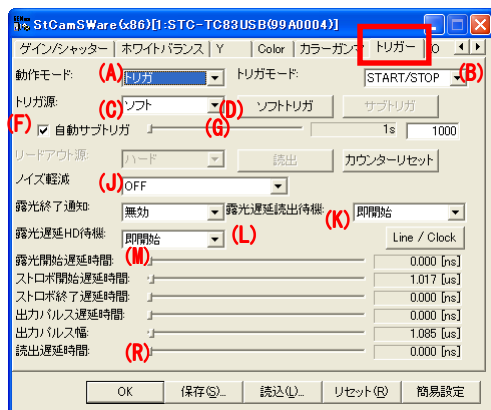 StCamSWare(x86)[1:STC-TC83USB(99A0004)]
ゲイン/シャッター ホワイトバランス Y Color カラーガンマ トリガー IO
動作モード: (A) トリガ トリガモード: START/STOP (B)
トリガ源: (C) ソフト (D) ソフトトリガ サブトリガ
(F) 自動サブトリガ (G) 1s 1000
リードアウト源: ハード 読出 カウンターリセット
ノイズ軽減 (J) OFF
露光終了通知: 無効 露光遅延読出待機: (K) 即開始
露光遅延HD待機: 即開始 (L) Line / Clock
露光開始遅延時間: (M) 0.000 [ns]
ストロボ開始遅延時間: 1.017 [us]
ストロボ終了遅延時間: 0.000 [ns]
出力パルス遅延時間: 0.000 [ns]
出力パルス幅: 1.085 [us]
読出遅延時間: (R) 0.000 [ns]
OK 保存(S)... 読込(L)... リセット(R) 簡易設定